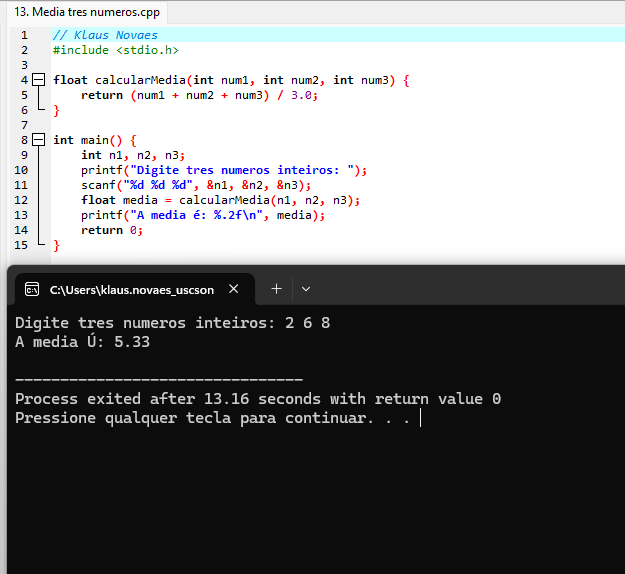 13. Media tres numeros.cpp
1 // Klaus Novaes
2 #include <stdio.h>
3
4 float calcularMedia(int num1, int num2, int num3) {
5 return (num1 + num2 + num3) / 3.0;
6 }
7
8 int main() {
9 int n1, n2, n3;
10 printf("Digite tres numeros inteiros: ");
11 scanf("%d %d %d", &n1, &n2, &n3);
12 float media = calcularMedia(n1, n2, n3);
13 printf("A media é: %.2f\n", media);
14 return 0;
15 }
C:\Users\klaus.novaes_uscson
Digite tres numeros inteiros: 2 6 8
A media Ú: 5.33
--------------------------------
Process exited after 13.16 seconds with return value 0
Pressione qualquer tecla para continuar. . .